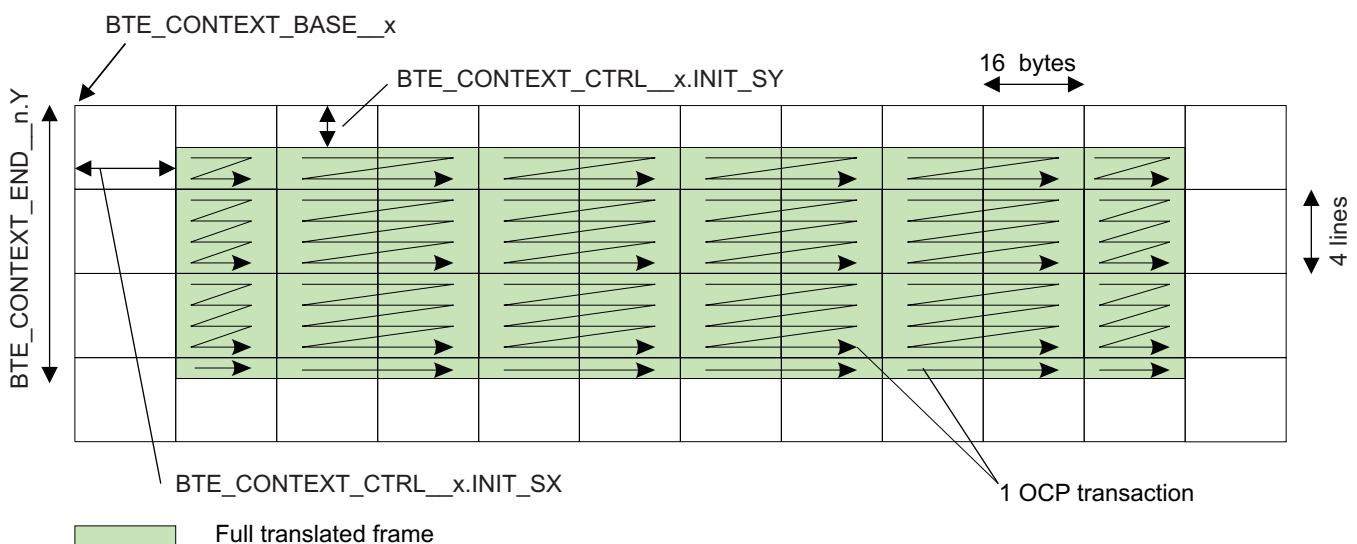 BTE_CONTEXT_BASE__x
BTE_CONTEXT_CTRL__x.INIT_SY
16 bytes
BTE_CONTEXT_END__n.Y
4 lines
BTE_CONTEXT_CTRL__x.INIT_SX
1 OCP transaction
Full translated frame